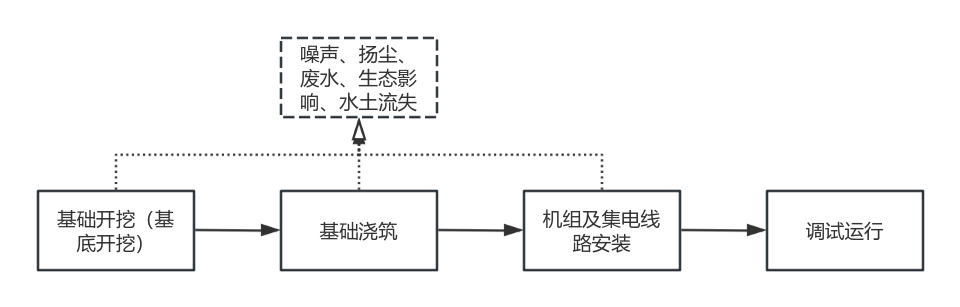 噪声、扬尘、
废水、生态影
响、水土流失
基础开挖（基
底开挖）
基础浇筑
机组及集电线
路安装
调试运行